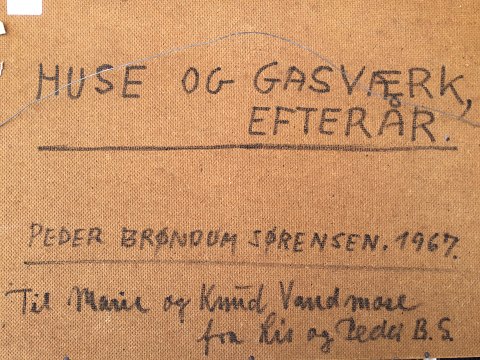 HUSE OG GASVÆRK,
EFTERÅR.
PEDER BRØNDUM SØRENSEN. 1967.
Til Marie og Knud Vandmose
fra Lis og Peder B.S.